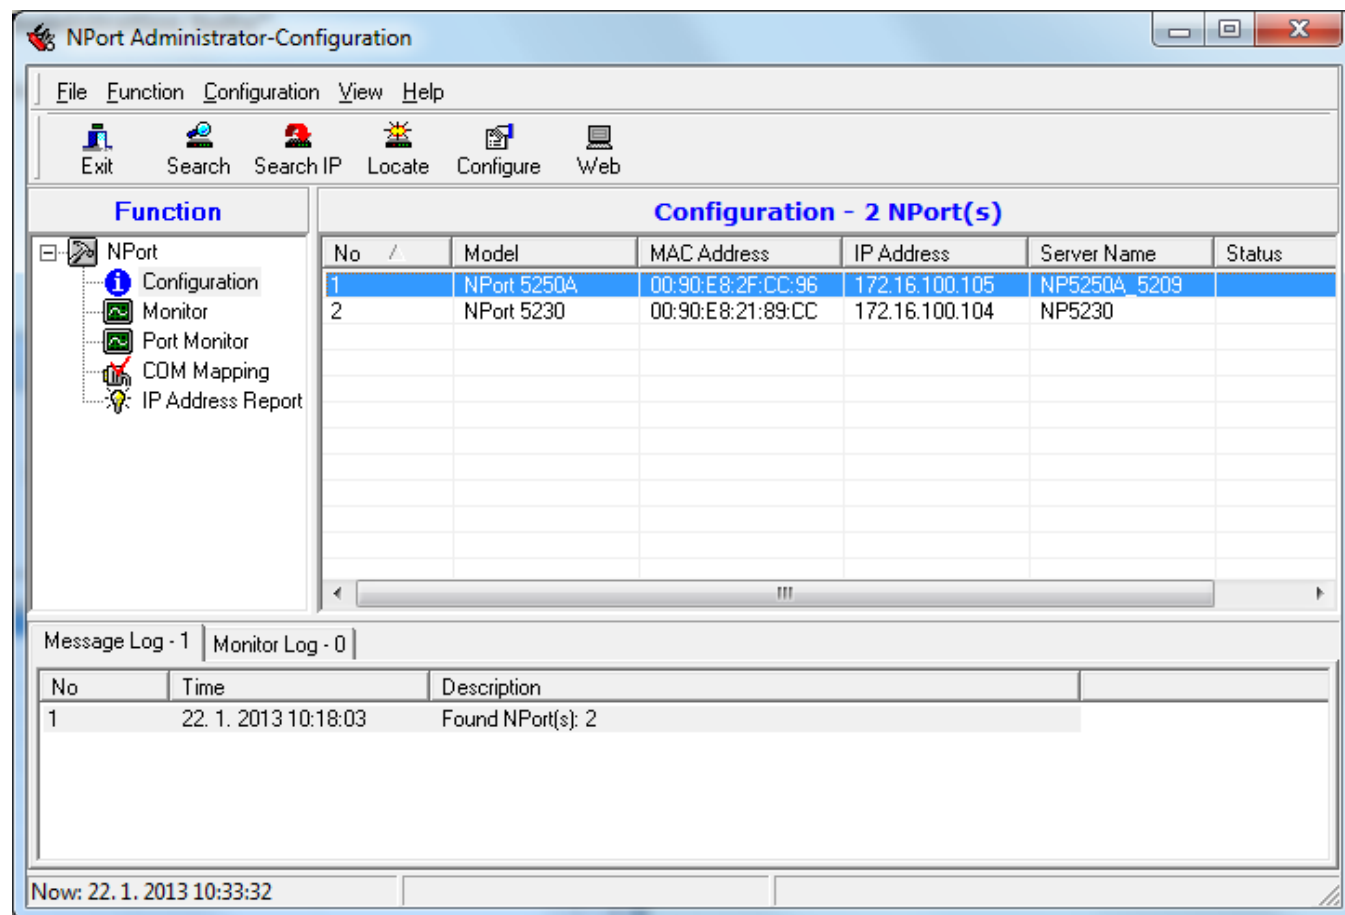 NPort Administrator-Configuration
File Function Configuration View Help
Exit Search Search IP Locate Configure Web
Function
Configuration - 2 NPort(s)
NPort
Configuration
Monitor
Port Monitor
COM Mapping
IP Address Report
No Model MAC Address IP Address Server Name Status
1 NPort 5250A 00:90:E8:2F:CC:96 172.16.100.105 NP5250A_5209
2 NPort 5230 00:90:E8:21:89:CC 172.16.100.104 NP5230
Message Log - 1 Monitor Log - 0
No Time Description
1 22. 1. 2013 10:18:03 Found NPort(s): 2
Now: 22. 1. 2013 10:33:32